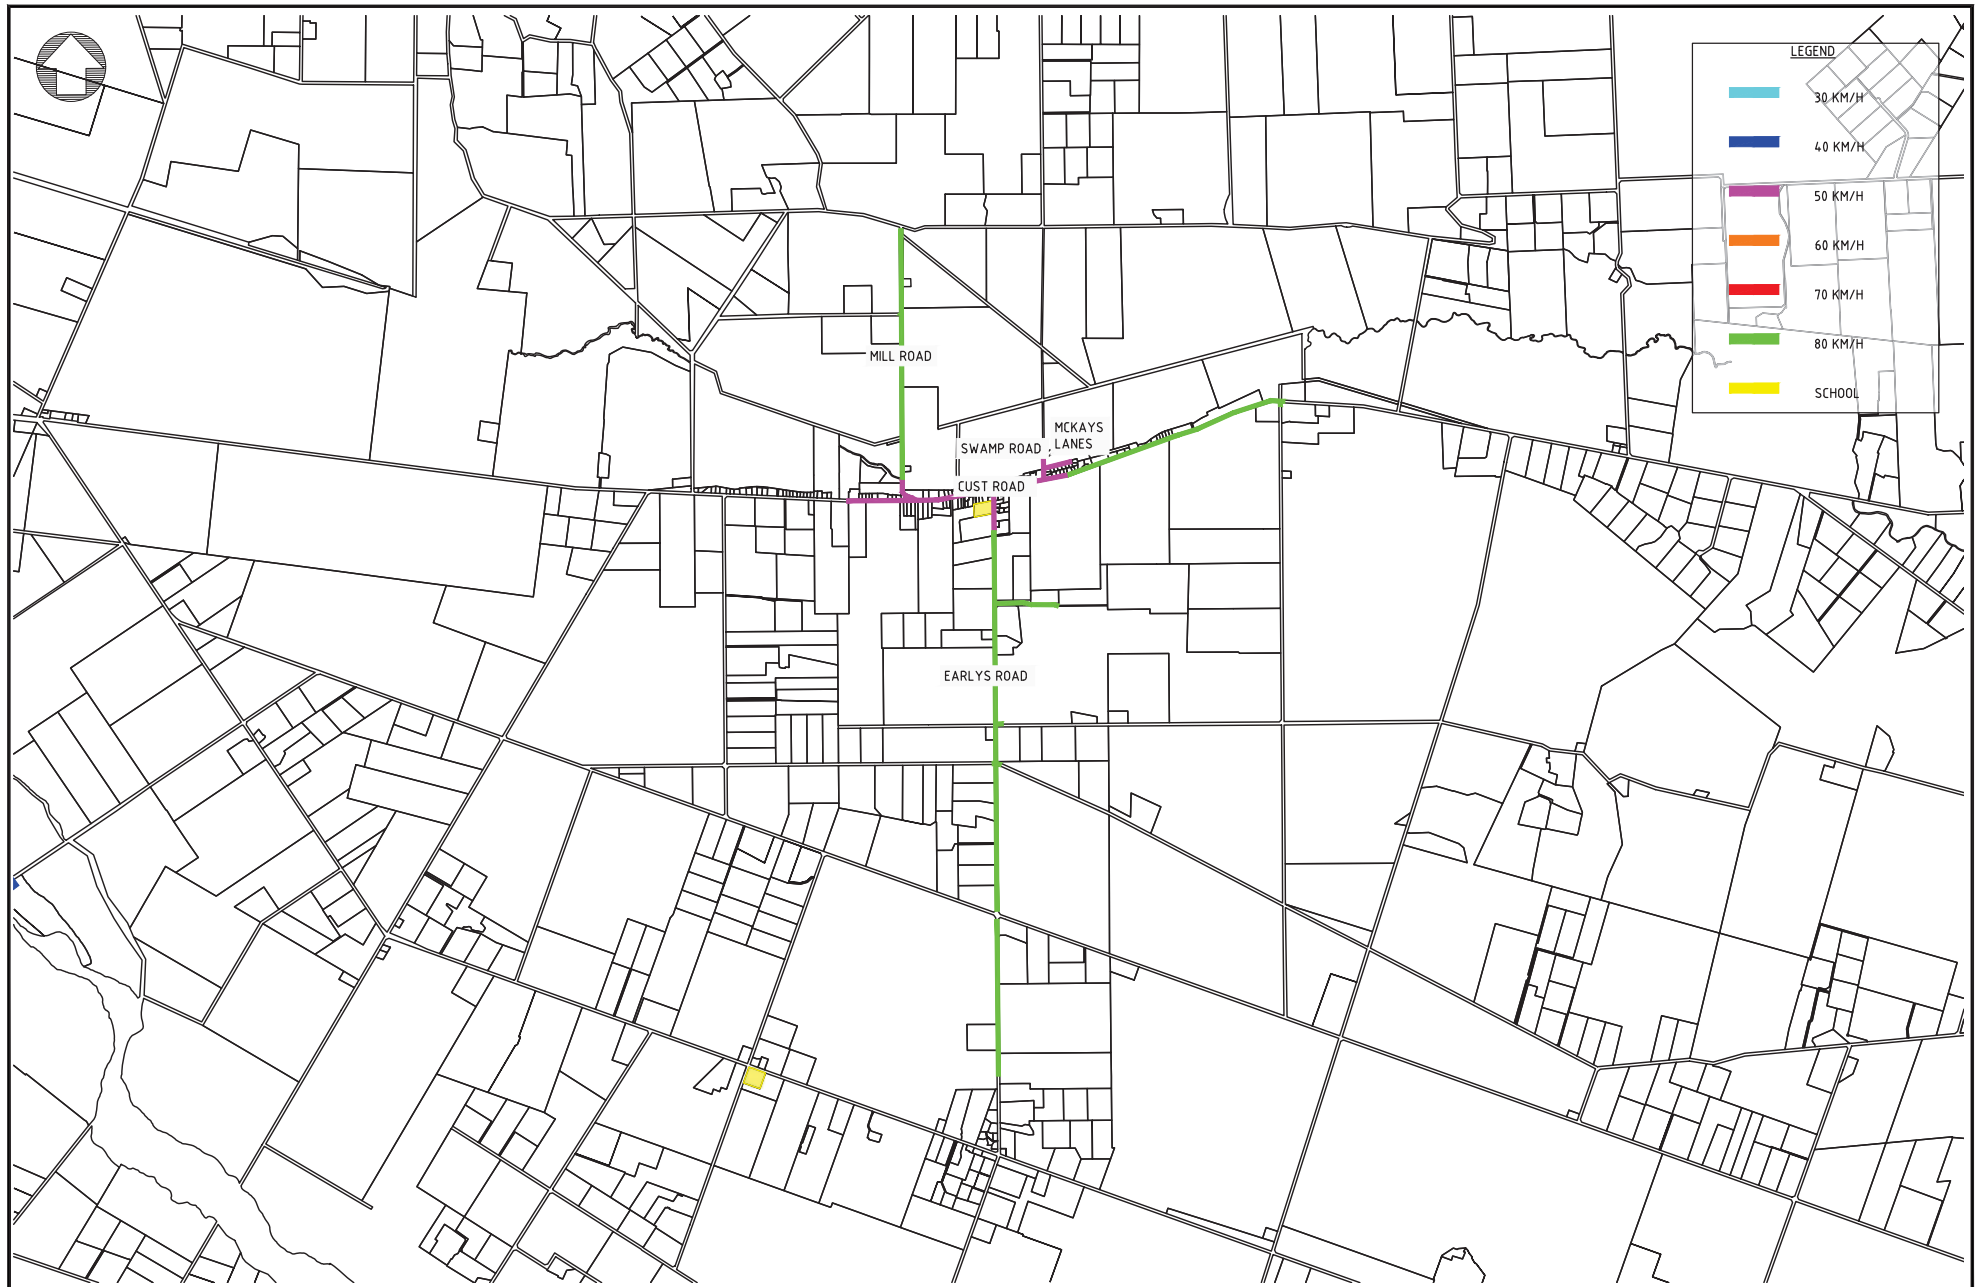 LEGEND
30 KM/H
40 KM/H
50 KM/H
60 KM/H
70 KM/H
80 KM/H
SCHOOL
MILL ROAD
MCKAYS
LANES
SWAMP ROAD
CUST ROAD
EARLYS ROAD